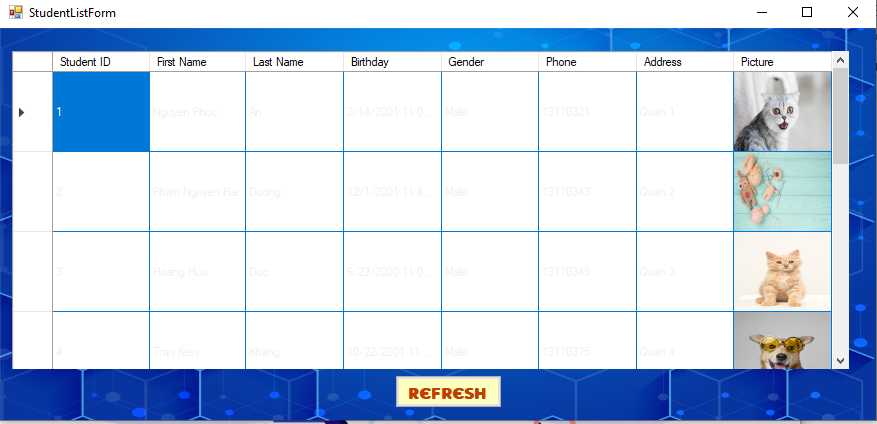 StudentListForm
Student ID First Name Last Name Birthday Gender Phone Address Picture
1 Nguyen Phuc An 2/14/2001 11:0... Male 19110321 Quan 1
2 Pham Nguyen Hai Duong 12/1/2001 11:4... Male 19110343 Quan 2
3 Hoang Huu Duc 6/22/2000 11:0... Male 19110349 Quan 3
4 Tran Kien Khang 10/22/2001 11:... Male 19110375 Quan 4
REFRESH